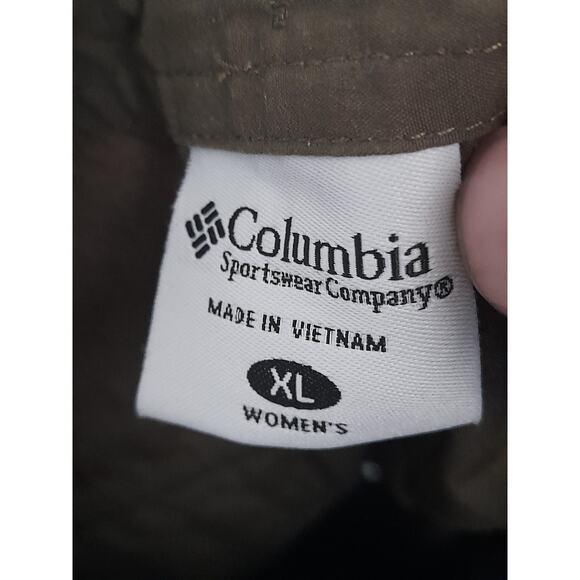 Columbia
Sportswear Company®
MADE IN VIETNAM
XL
WOMEN'S